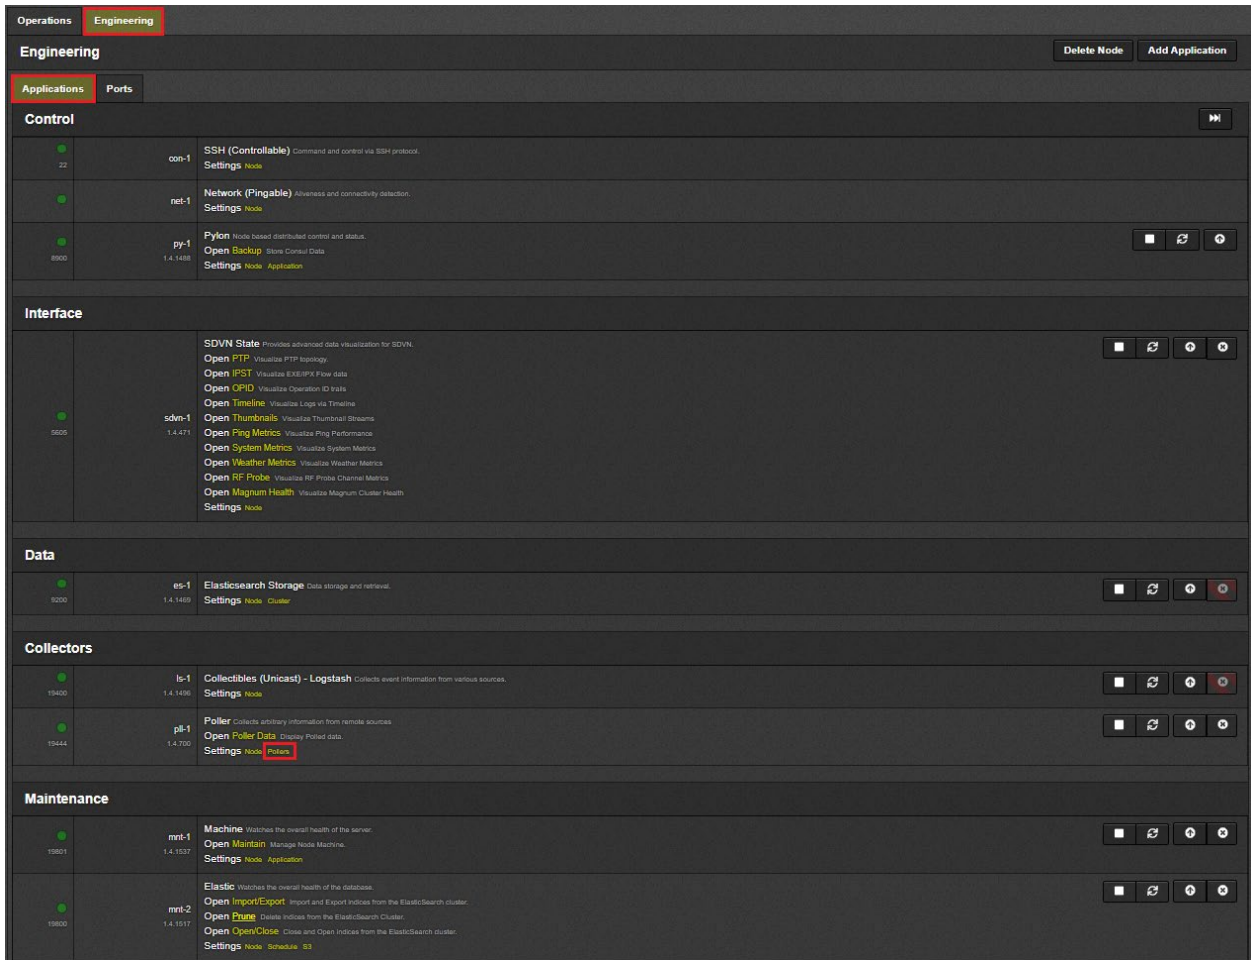 Operations Engineering
Engineering Delete Node Add Application
Applications Ports
Control
con-1 SSH (Controllable) Command and control via SSH protocol.
22 Settings Node
net-1 Network (Pingable) Aliveness and connectivity detection.
Settings Node
py-1 Pylon Node based distributed control and status.
8900 1.4.1488 Open Backup Store Consul Data
Settings Node Application
Interface
SDVN State Provides advanced data visualization for SDVN.
Open PTP Visualize PTP topology.
Open IPST Visualize EXE/IPX Flow data
Open OPID Visualize Operation ID trails
Open Timeline Visualize Logs via Timeline
sdvn-1 Open Thumbnails Visualize Thumbnail Streams
5605 1.4.471 Open Ping Metrics Visualize Ping Performance
Open System Metrics Visualize System Metrics
Open Weather Metrics Visualize Weather Metrics
Open RF Probe Visualize RF Probe Channel Metrics
Open Magnum Health Visualize Magnum Cluster Health
Settings Node
Data
es-1 Elasticsearch Storage Data storage and retrieval.
9200 1.4.1469 Settings Node Cluster
Collectors
ls-1 Collectibles (Unicast) - Logstash Collects event information from various sources.
19400 1.4.1496 Settings Node
Poller Collects arbitrary information from remote sources
pll-1 Open Poller Data Display Polled data.
19444 1.4.700 Settings Node Pollers
Maintenance
Machine Watches the overall health of the server.
mnt-1 Open Maintain Manage Node Machine.
19801 1.4.1537 Settings Node Application
Elastic Watches the overall health of the database.
Open Import/Export Import and Export Indices from the ElasticSearch cluster.
mnt-2 Open Prune Delete Indices from the ElasticSearch Cluster.
19800 1.4.1517 Open Open/Close Close and Open Indices from the ElasticSearch cluster.
Settings Node Schedule S3